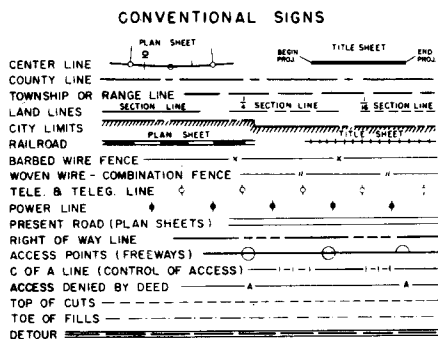 CONVENTIONAL SIGNS
PLAN SHEET
BEGIN PROJ. TITLE SHEET END PROJ.
CENTER LINE
COUNTY LINE
TOWNSHIP OR RANGE LINE
LAND LINES SECTION LINE 1/4 SECTION LINE 1/16 SECTION LINE
CITY LIMITS
RAILROAD PLAN SHEET TITLE SHEET
BARBED WIRE FENCE x x
WOVEN WIRE - COMBINATION FENCE
TELE. & TELEG. LINE
POWER LINE
PRESENT ROAD (PLAN SHEETS)
RIGHT OF WAY LINE
ACCESS POINTS (FREEWAYS)
C OF A LINE (CONTROL OF ACCESS)
ACCESS DENIED BY DEED A A
TOP OF CUTS
TOE OF FILLS
DETOUR